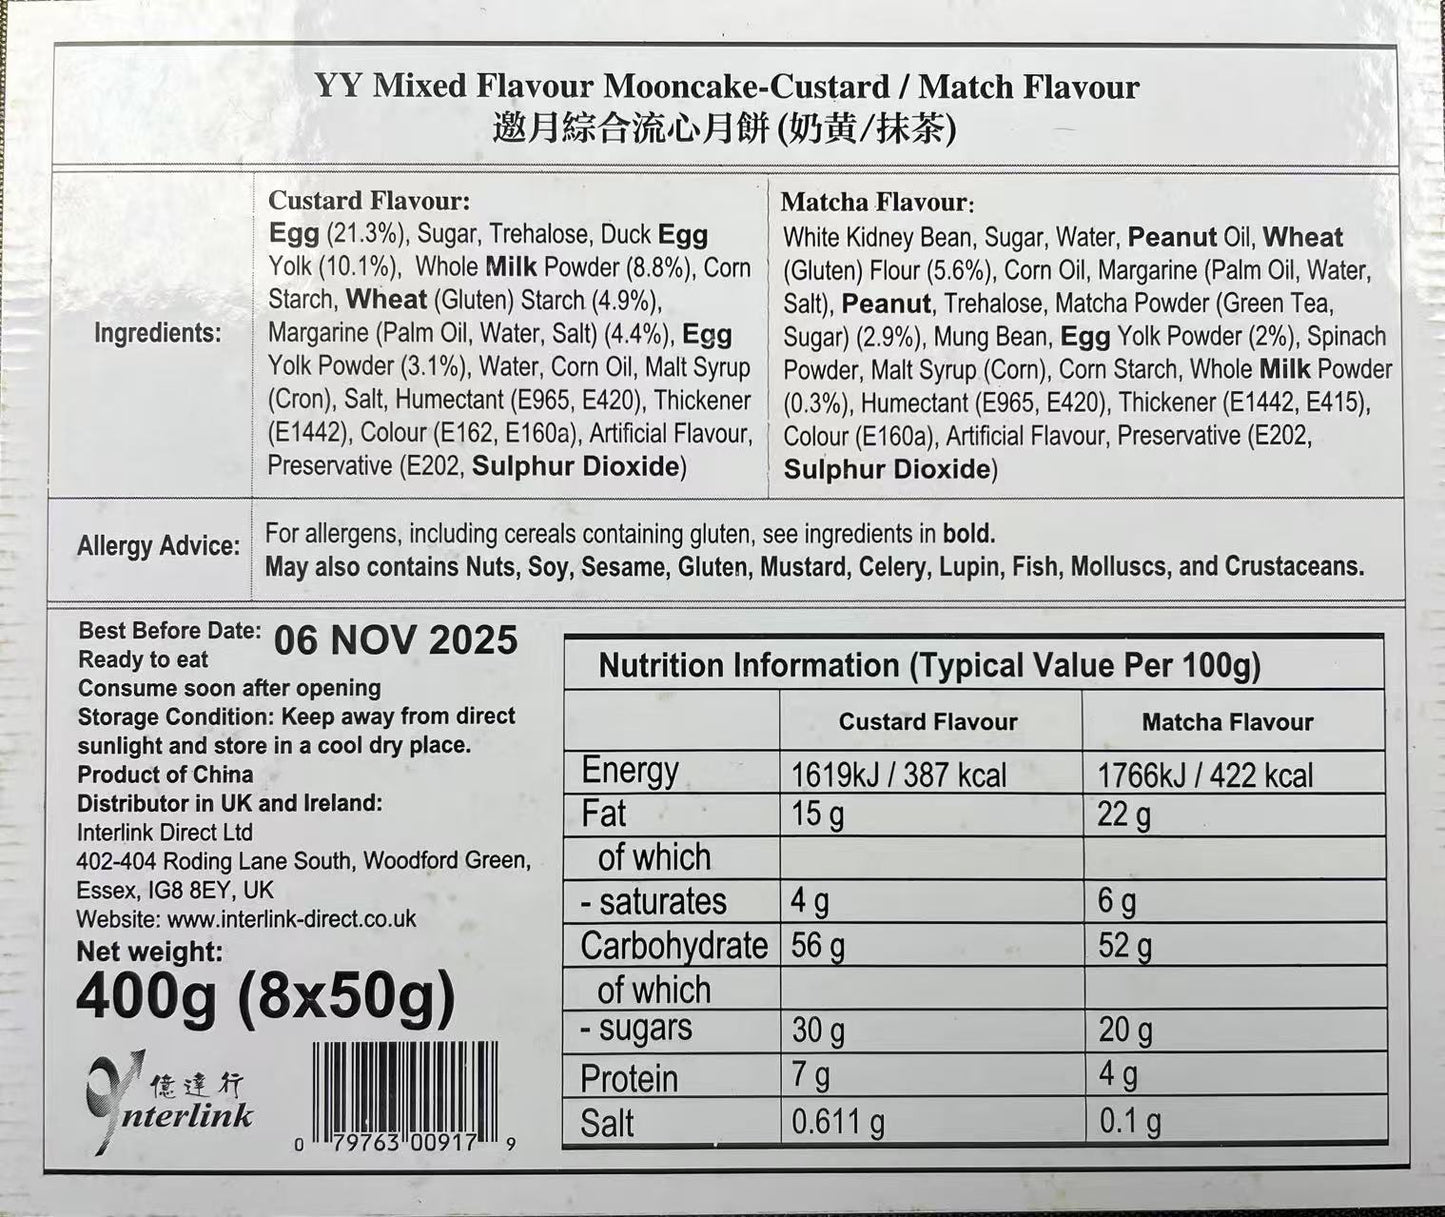 YY Mixed Flavour Mooncake-Custard / Match Flavour
邀月綜合流心月餅(奶黄/抹茶)
Ingredients:
Custard Flavour:
Egg (21.3%), Sugar, Trehalose, Duck Egg
Yolk (10.1%), Whole Milk Powder (8.8%), Corn
Starch, Wheat (Gluten) Starch (4.9%),
Margarine (Palm Oil, Water, Salt) (4.4%), Egg
Yolk Powder (3.1%), Water, Corn Oil, Malt Syrup
(Cron), Salt, Humectant (E965, E420), Thickener
(E1442), Colour (E162, E160a), Artificial Flavour,
Preservative (E202, Sulphur Dioxide)
Matcha Flavour:
White Kidney Bean, Sugar, Water, Peanut Oil, Wheat
(Gluten) Flour (5.6%), Corn Oil, Margarine (Palm Oil, Water,
Salt), Peanut, Trehalose, Matcha Powder (Green Tea,
Sugar) (2.9%), Mung Bean, Egg Yolk Powder (2%), Spinach
Powder, Malt Syrup (Corn), Corn Starch, Whole Milk Powder
(0.3%), Humectant (E965, E420), Thickener (E1442, E415),
Colour (E160a), Artificial Flavour, Preservative (E202,
Sulphur Dioxide)
Allergy Advice:
For allergens, including cereals containing gluten, see ingredients in bold.
May also contains Nuts, Soy, Sesame, Gluten, Mustard, Celery, Lupin, Fish, Molluscs, and Crustaceans.
Best Before Date: 06 NOV 2025
Ready to eat
Consume soon after opening
Storage Condition: Keep away from direct
sunlight and store in a cool dry place.
Product of China
Distributor in UK and Ireland:
Interlink Direct Ltd
402-404 Roding Lane South, Woodford Green,
Essex, IG8 8EY, UK
Website: www.interlink-direct.co.uk
Net weight:
400g (8x50g)
億達行
Interlink
0 79763 00917 9
Nutrition Information (Typical Value Per 100g)
Custard Flavour Matcha Flavour
Energy 1619kJ / 387 kcal 1766kJ / 422 kcal
Fat 15 g 22 g
of which
- saturates 4 g 6 g
Carbohydrate 56 g 52 g
of which
- sugars 30 g 20 g
Protein 7 g 4 g
Salt 0.611 g 0.1 g